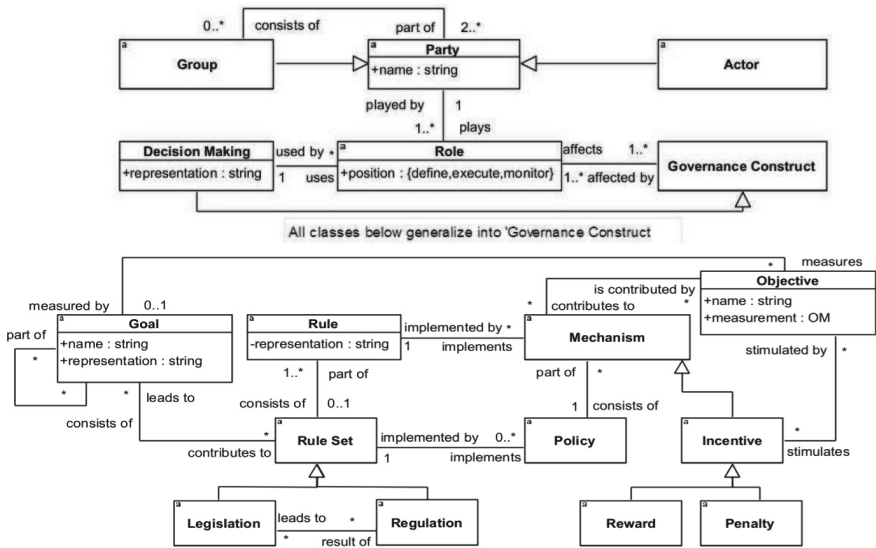 0..* consists of part of 2..*
a a Party a
Group +name : string Actor
played by 1
1..* plays
Decision Making used by * a Role affects 1..* a
+representation : string 1 uses +position : {define,execute,monitor} 1..* affected by Governance Construct
All classes below generalize into 'Governance Construct
* measures
is contributed by Objective
measured by 0..1 * contributes to * +name : string
+measurement : OM
part of a Goal a Rule implemented by * a Mechanism
* +name : string -representation : string 1 implements stimulated by *
+representation : string
* * leads to 1..* part of part of *
consists of consists of 0..1 1 consists of
* a Rule Set implemented by 0..* a Policy a Incentive *
contributes to 1 implements stimulates
a Legislation leads to * a Regulation a Reward a Penalty
* result of